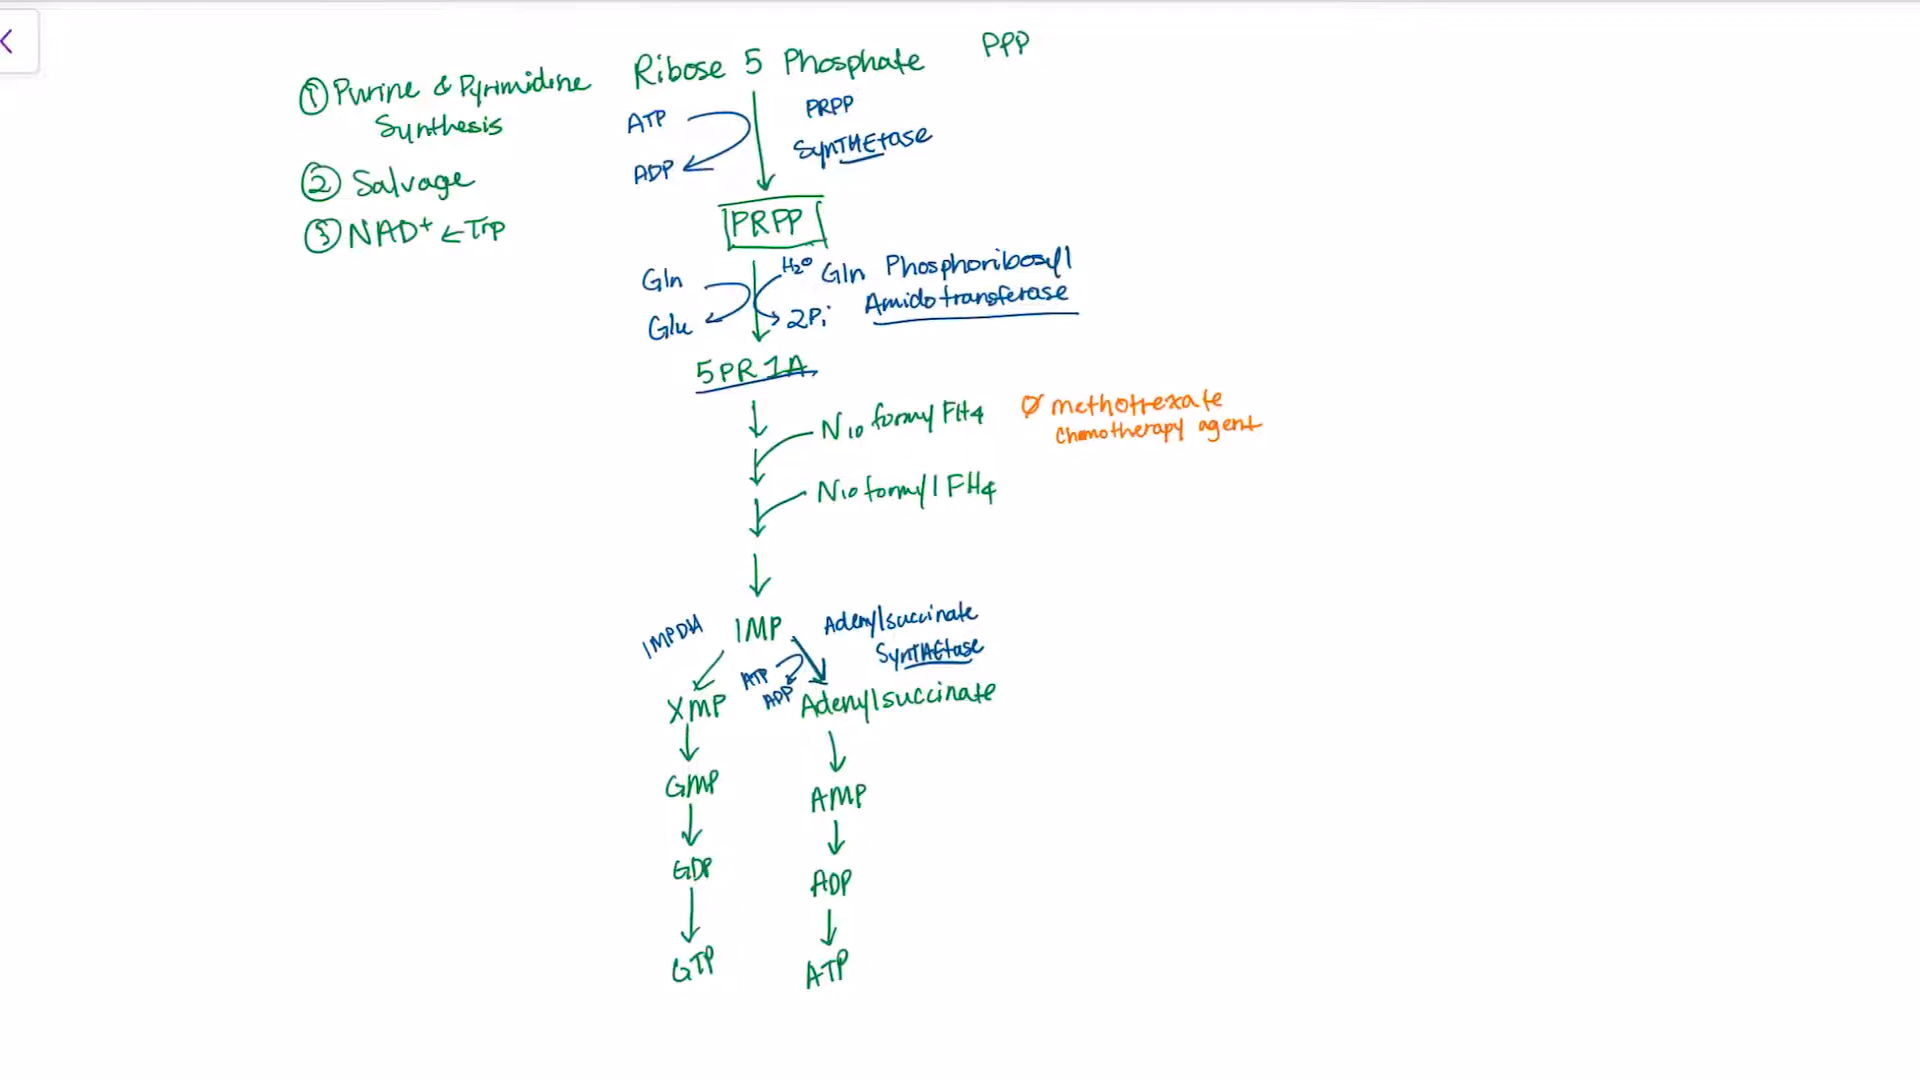 ① Purine & Pyrimidine
Synthesis
② Salvage
③ NAD+ ← Trp
Ribose 5 Phosphate
PPP
ATP
ADP
PRPP
SynTHEtase
PRPP
Gln
Glu
H2O
2Pi
Gln Phosphoribosyl
Amidotransferase
5PR1A
N10 formyl FH4
Ø methotrexate
chemotherapy agent
N10 formyl FH4
IMPDH
IMP
Adenylsuccinate
SynTHEtase
ATP
ADP
XMP
Adenylsuccinate
GMP
AMP
GDP
ADP
GTP
ATP